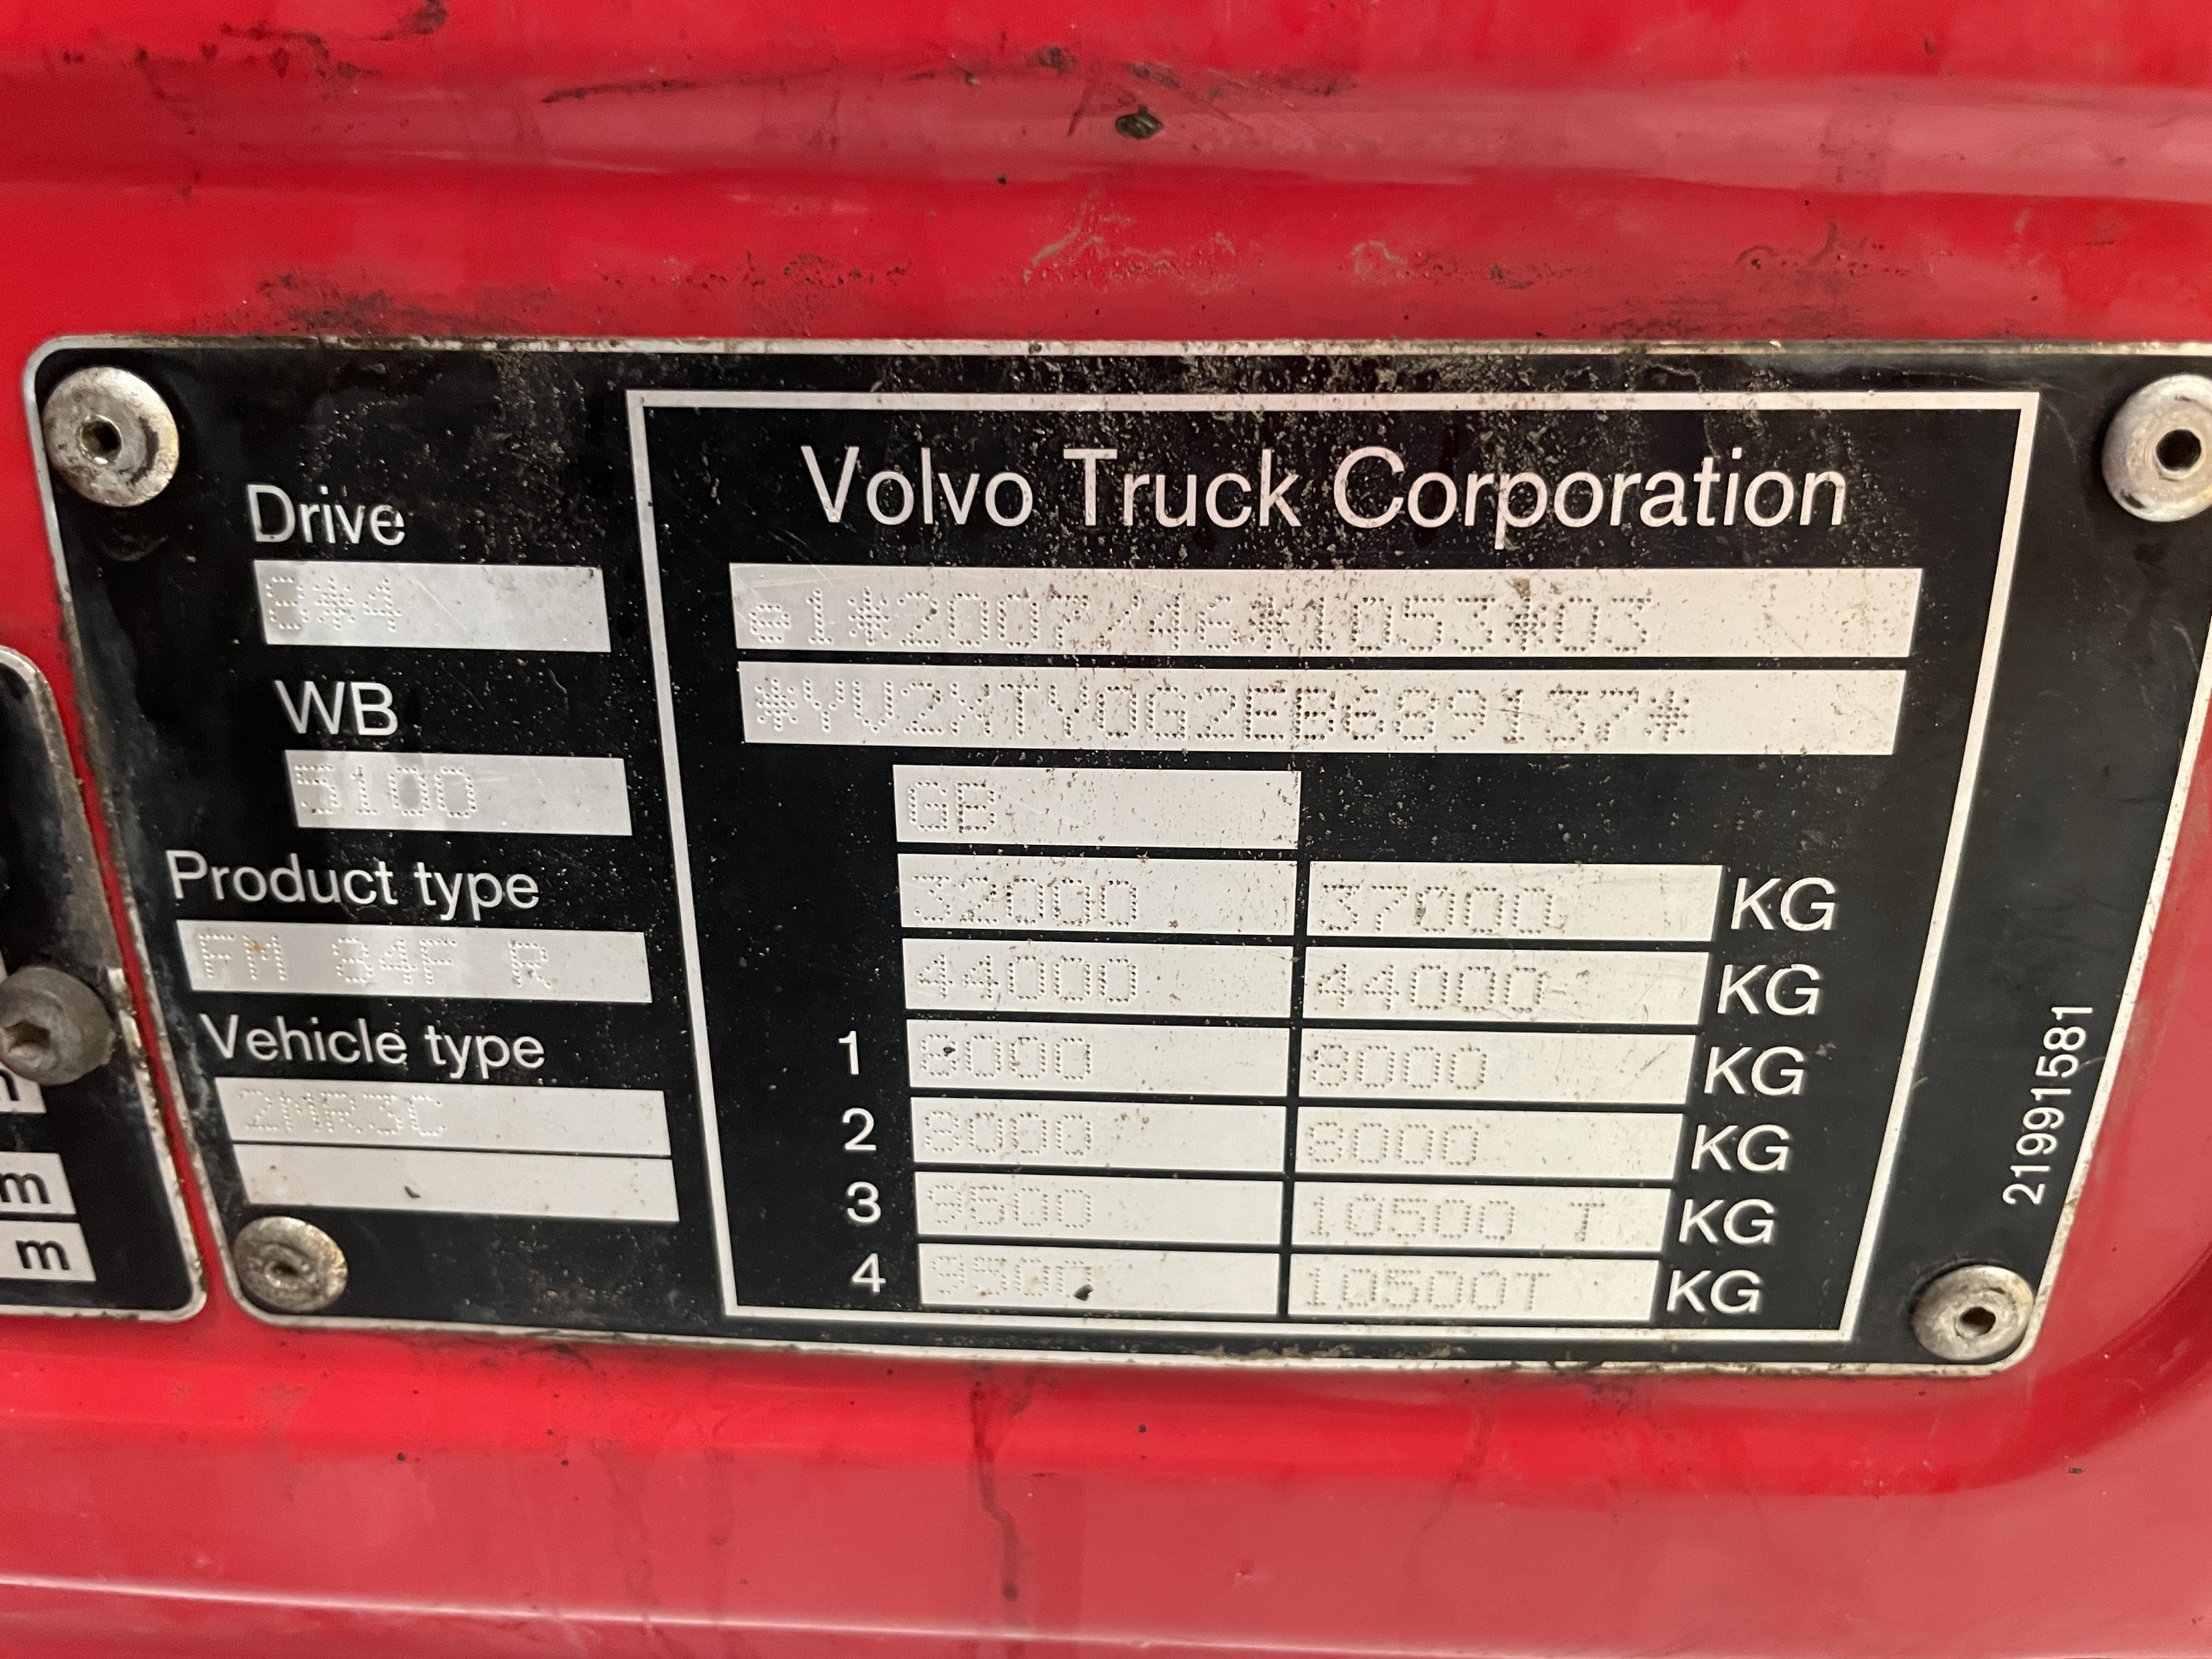 Volvo Truck Corporation
Drive
8*4
WB
5100
Product type
FM 84F R
Vehicle type
2MR3C
e1*2007/46*1053*03
*YV2XTY0G2EB689137*
GB
32000 37000 KG
44000 44000 KG
1 8000 8000 KG
2 8000 8000 KG
3 9500 10500 T KG
4 9500 10500T KG
21991581
m
m